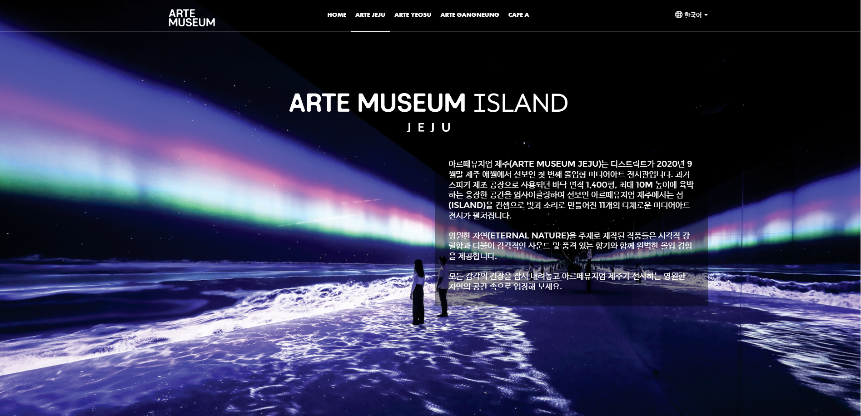 ARTE
MUSEUM
HOME ARTE JEJU ARTE YEOSU ARTE GANGNEUNG CAFE A
한국어
ARTE MUSEUM ISLAND
JEJU
아르떼뮤지엄 제주(ARTE MUSEUM JEJU)는 디스트릭트가 2020년 9
월말 제주 애월에서 선보인 첫 번째 몰입형 미디어아트 전시관입니다. 과거
스피커 제조 공장으로 사용되던 바닥 면적 1,400평, 최대 10M 높이에 육박
하는 웅장한 공간을 업사이클링하여 선보인 아르떼뮤지엄 제주에서는 섬
(ISLAND)을 컨셉으로 빛과 소리로 만들어진 11개의 다채로운 미디어아트
전시가 펼쳐집니다.
영원한 자연(ETERNAL NATURE)을 주제로 제작된 작품들은 시각적 강
렬함과 더불어 감각적인 사운드 및 품격 있는 향기와 함께 완벽한 몰입 경험
을 제공합니다.
모든 감각의 긴장을 잠시 내려놓고 아르떼뮤지엄 제주가 선사하는 영원한
자연의 공간 속으로 입장해 보세요.